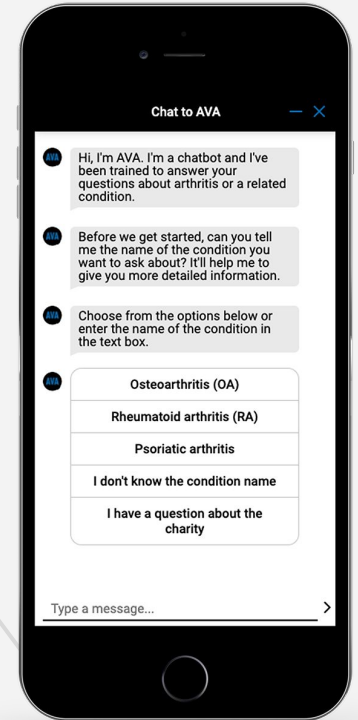 Chat to AVA
AVA
Hi, I'm AVA. I'm a chatbot and I've
been trained to answer your
questions about arthritis or a related
condition.
AVA
Before we get started, can you tell
me the name of the condition you
want to ask about? It'll help me to
give you more detailed information.
AVA
Choose from the options below or
enter the name of the condition in
the text box.
AVA
Osteoarthritis (OA)
Rheumatoid arthritis (RA)
Psoriatic arthritis
I don't know the condition name
I have a question about the
charity
Type a message...